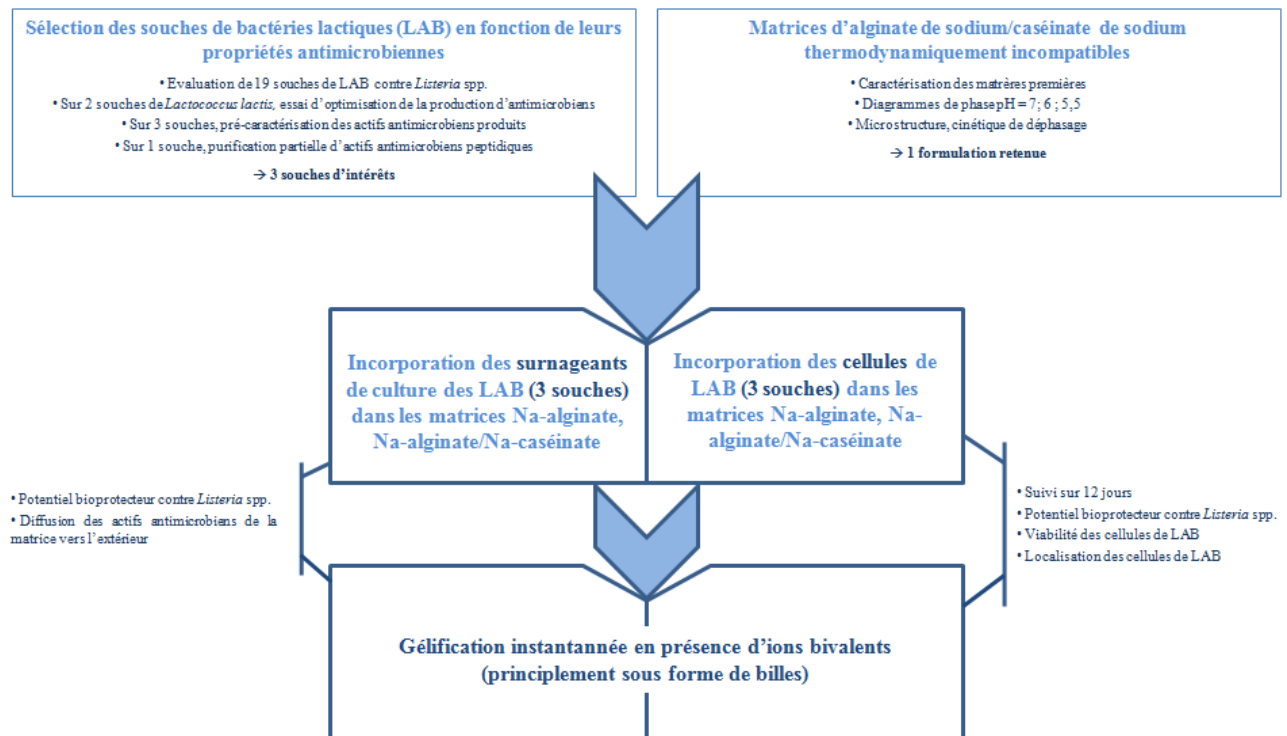 Sélection des souches de bactéries lactiques (LAB) en fonction de leurs
propriétés antimicrobiennes
• Evaluation de 19 souches de LAB contre Listeria spp.
• Sur 2 souches de Lactococcus lactis, essai d'optimisation de la production d'antimicrobiens
• Sur 3 souches, pré-caractérisation des actifs antimicrobiens produits
• Sur 1 souche, purification partielle d'actifs antimicrobiens peptidiques
→ 3 souches d'intérêts
Matrices d'alginate de sodium/caséinate de sodium
thermodynamiquement incompatibles
• Caractérisation des matrères premières
• Diagrammes de phase pH = 7; 6 ; 5,5
• Micro structure, cinétique de déphasage
→ 1 formulation retenue
Incorporation des surnageants
de culture des LAB (3 souches)
dans les matrices Na-alginate,
Na-alginate/Na-caséinate
Incorporation des cellules de
LAB (3 souches) dans les
matrices Na-alginate, Na-
alginate/Na-caséinate
• Potentiel bioprotecteur contre Listeria spp.
• Diffusion des actifs antimicrobiens de la
matrice vers l'extérieur
• Suivi sur 12 jours
• Potentiel bioprotecteur contre Listeria spp.
• Viabilité des cellules de LAB
• Localisation des cellules de LAB
Gélification instantannée en présence d'ions bivalents
(principlement sous forme de billes)